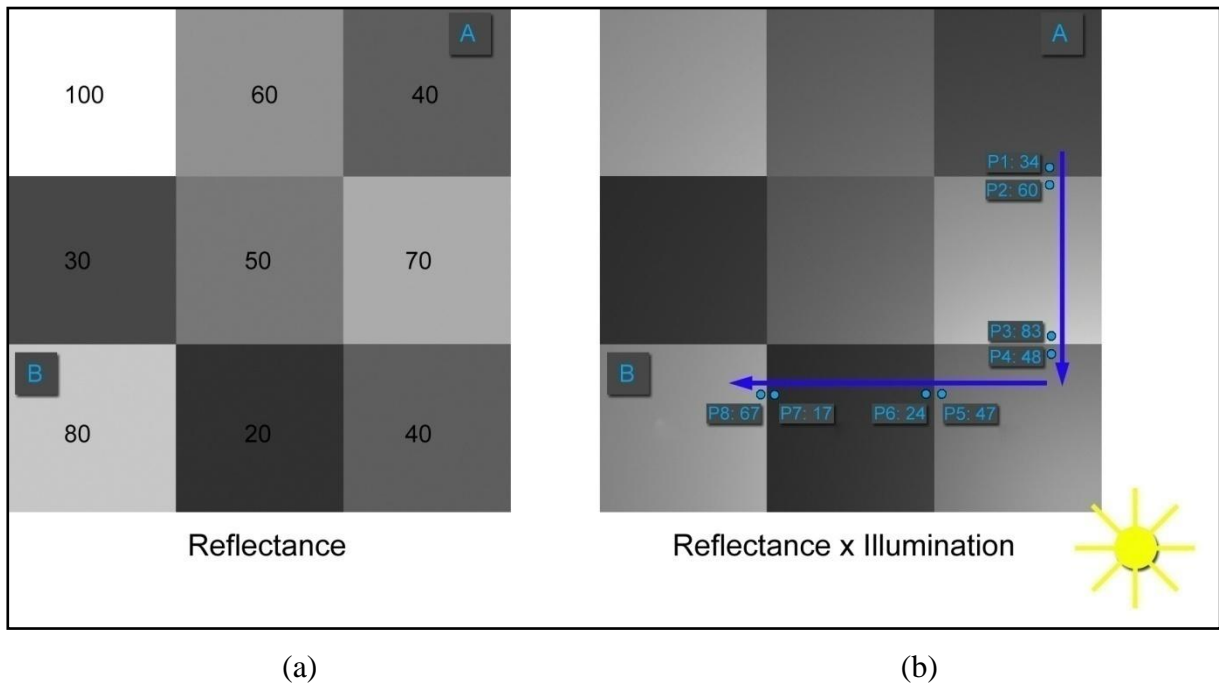 A
100 60 40
30 50 70
B
80 20 40
Reflectance
A
P1: 34
P2: 60
P3: 83
P4: 48
B
P8: 67 P7: 17 P6: 24 P5: 47
Reflectance x Illumination
(a) (b)